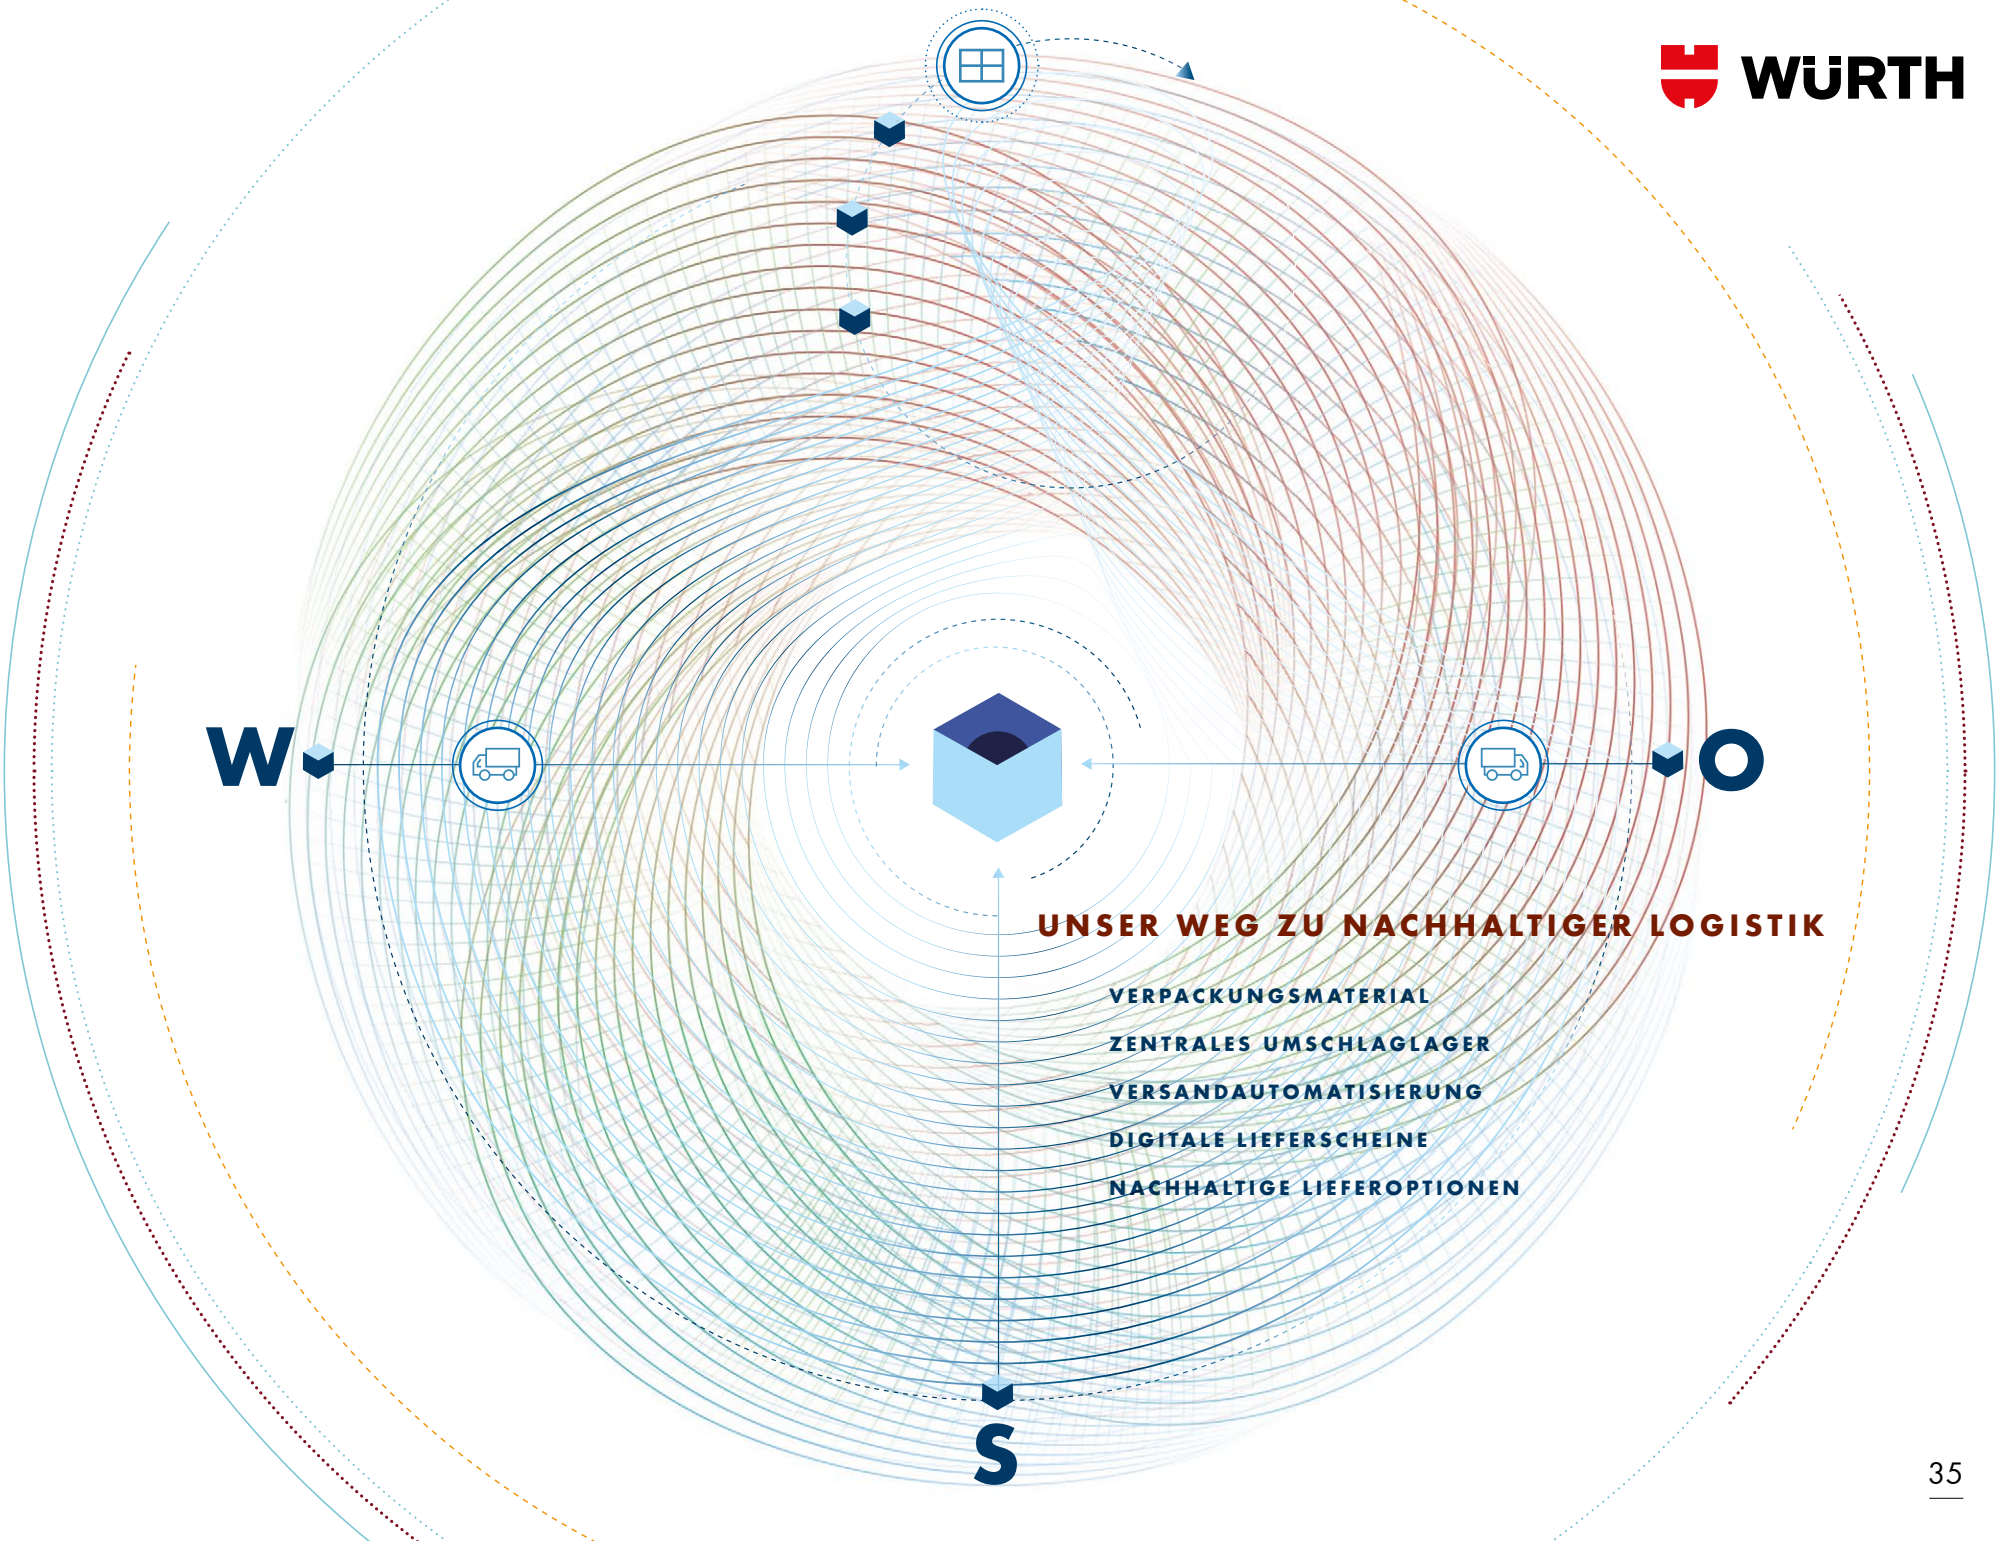 WÜRTH
W
O
UNSER WEG ZU NACHHALTIGER LOGISTIK
VERPACKUNGSMATERIAL
ZENTRALES UMSCHLAGLAGER
VERSANDAUTOMATISIERUNG
DIGITALE LIEFERSCHEINE
NACHHALTIGE LIEFEROPTIONEN
S
35